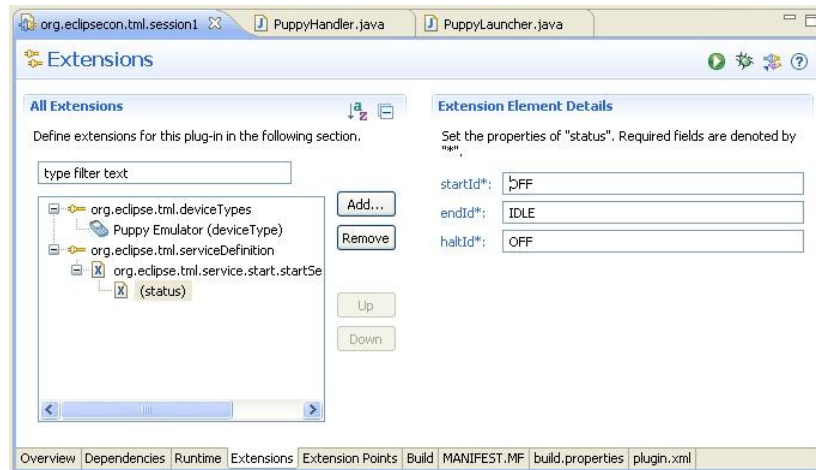 org.eclipsecon.tml.session1
PuppyHandler.java
PuppyLauncher.java
Extensions
All Extensions
Define extensions for this plug-in in the following section.
type filter text
org.eclipse.tml.deviceTypes
Puppy Emulator (deviceType)
org.eclipse.tml.serviceDefinition
org.eclipse.tml.service.start.startSe
(status)
Add...
Remove
Up
Down
Extension Element Details
Set the properties of "status". Required fields are denoted by
"*".
startId*: OFF
endId*: IDLE
haltId*: OFF
Overview Dependencies Runtime Extensions Extension Points Build MANIFEST.MF build.properties plugin.xml